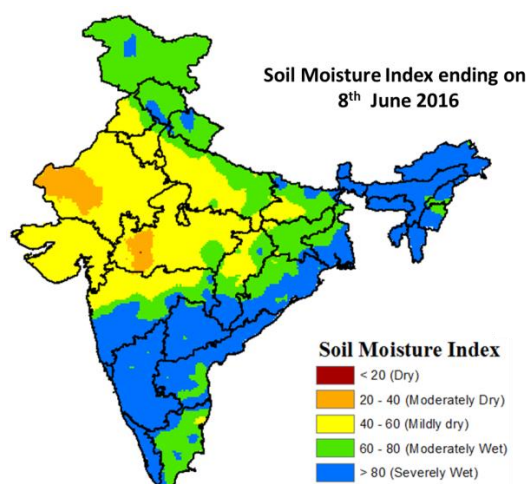 Soil Moisture Index ending on
8th June 2016
Soil Moisture Index
< 20 (Dry)
20 - 40 (Moderately Dry)
40 - 60 (Mildly dry)
60 - 80 (Moderately Wet)
> 80 (Severely Wet)